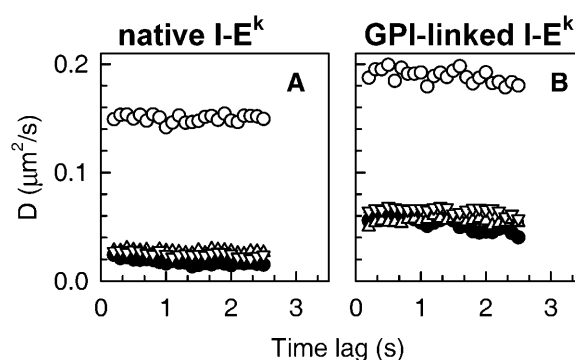 native I-E^k GPI-linked I-E^k
0.2
A B
0.1
D (μm²/s)
0.0
0 1 2 3 0 1 2 3
Time lag (s)